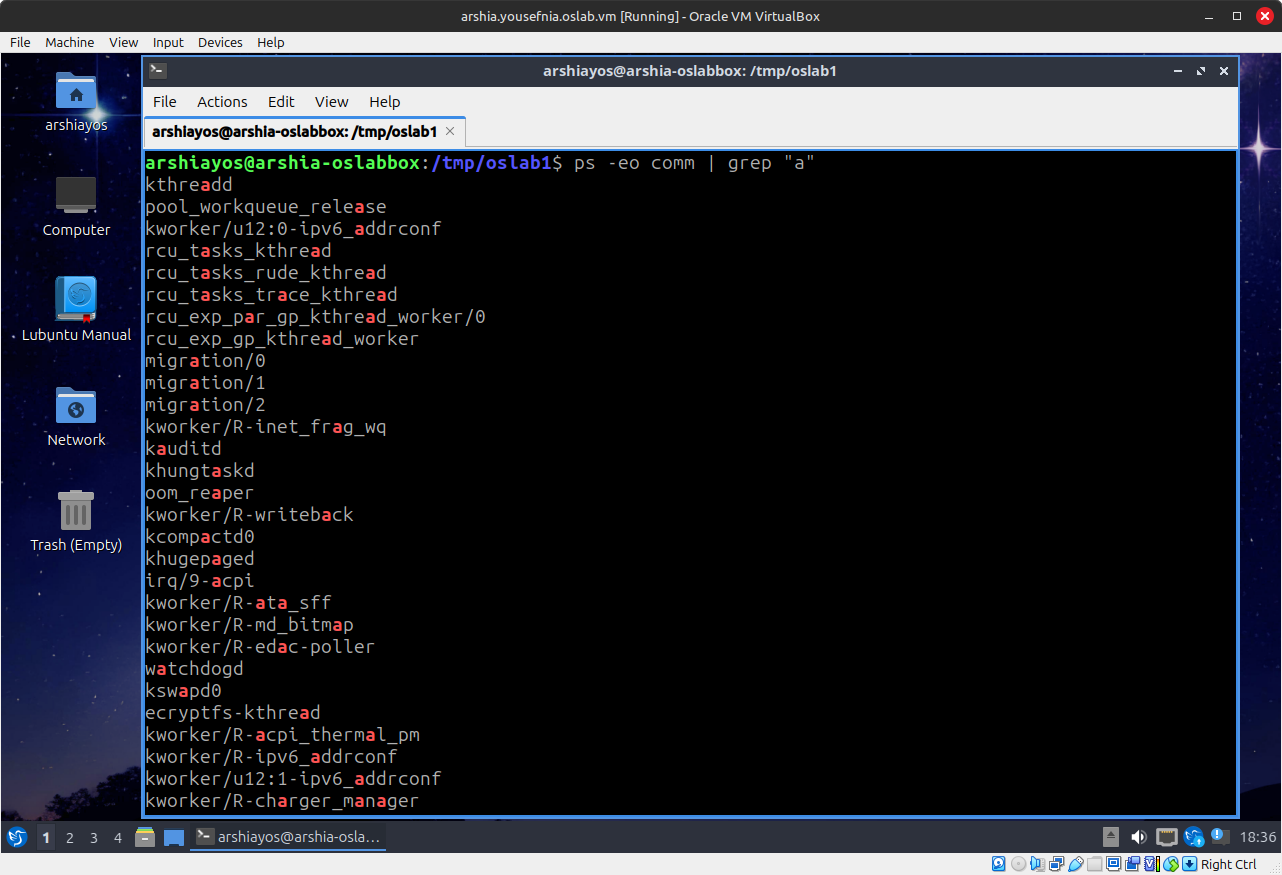 arshia.yousefnia.oslab.vm [Running] - Oracle VM VirtualBox
File Machine View Input Devices Help
arshiayos@arshia-oslabbox: /tmp/oslab1
File Actions Edit View Help
arshiayos@arshia-oslabbox: /tmp/oslab1
arshiayos
Computer
Lubuntu Manual
Network
Trash (Empty)
arshiayos@arshia-oslabbox:/tmp/oslab1$ ps -eo comm | grep "a"
kthreadd
pool_workqueue_release
kworker/u12:0-ipv6_addrconf
rcu_tasks_kthread
rcu_tasks_rude_kthread
rcu_tasks_trace_kthread
rcu_exp_par_gp_kthread_worker/0
rcu_exp_gp_kthread_worker
migration/0
migration/1
migration/2
kworker/R-inet_frag_wq
kauditd
khungtaskd
oom_reaper
kworker/R-writeback
kcompactd0
khugepaged
irq/9-acpi
kworker/R-ata_sff
kworker/R-md_bitmap
kworker/R-edac-poller
watchdogd
kswapd0
ecryptfs-kthread
kworker/R-acpi_thermal_pm
kworker/R-ipv6_addrconf
kworker/u12:1-ipv6_addrconf
kworker/R-charger_manager
1 2 3 4 arshiayos@arshia-osla... 18:36
Right Ctrl